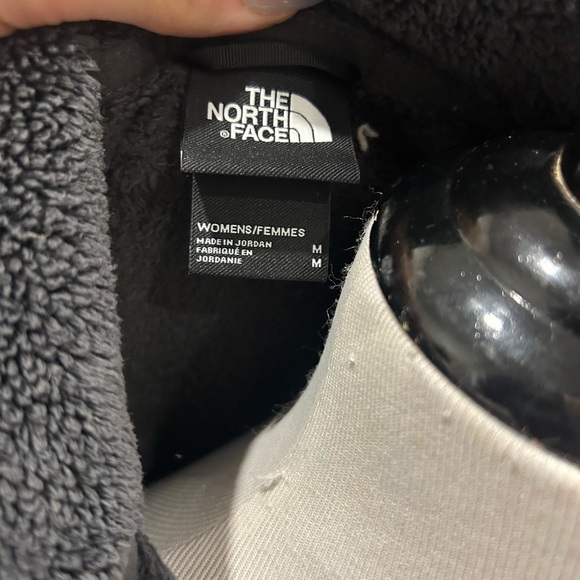 THE
NORTH
®FACE
WOMENS/FEMMES
MADE IN JORDAN M
FABRIQUÉ EN
JORDANIE M